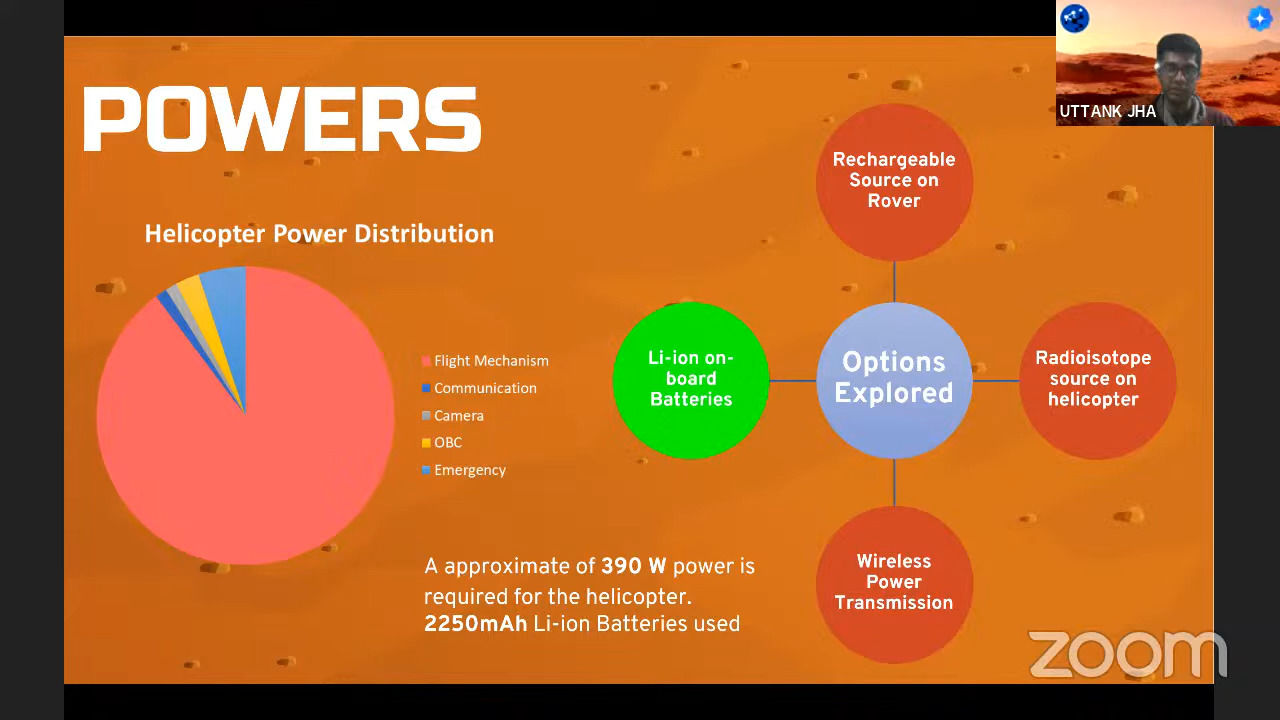 POWERS
UTTANK JHA
Helicopter Power Distribution
Flight Mechanism
Communication
Camera
OBC
Emergency
A approximate of 390 W power is
required for the helicopter.
2250mAh Li-ion Batteries used
Rechargeable
Source on
Rover
Li-ion on-
board
Batteries
Options
Explored
Radioisotope
source on
helicopter
Wireless
Power
Transmission
zoom